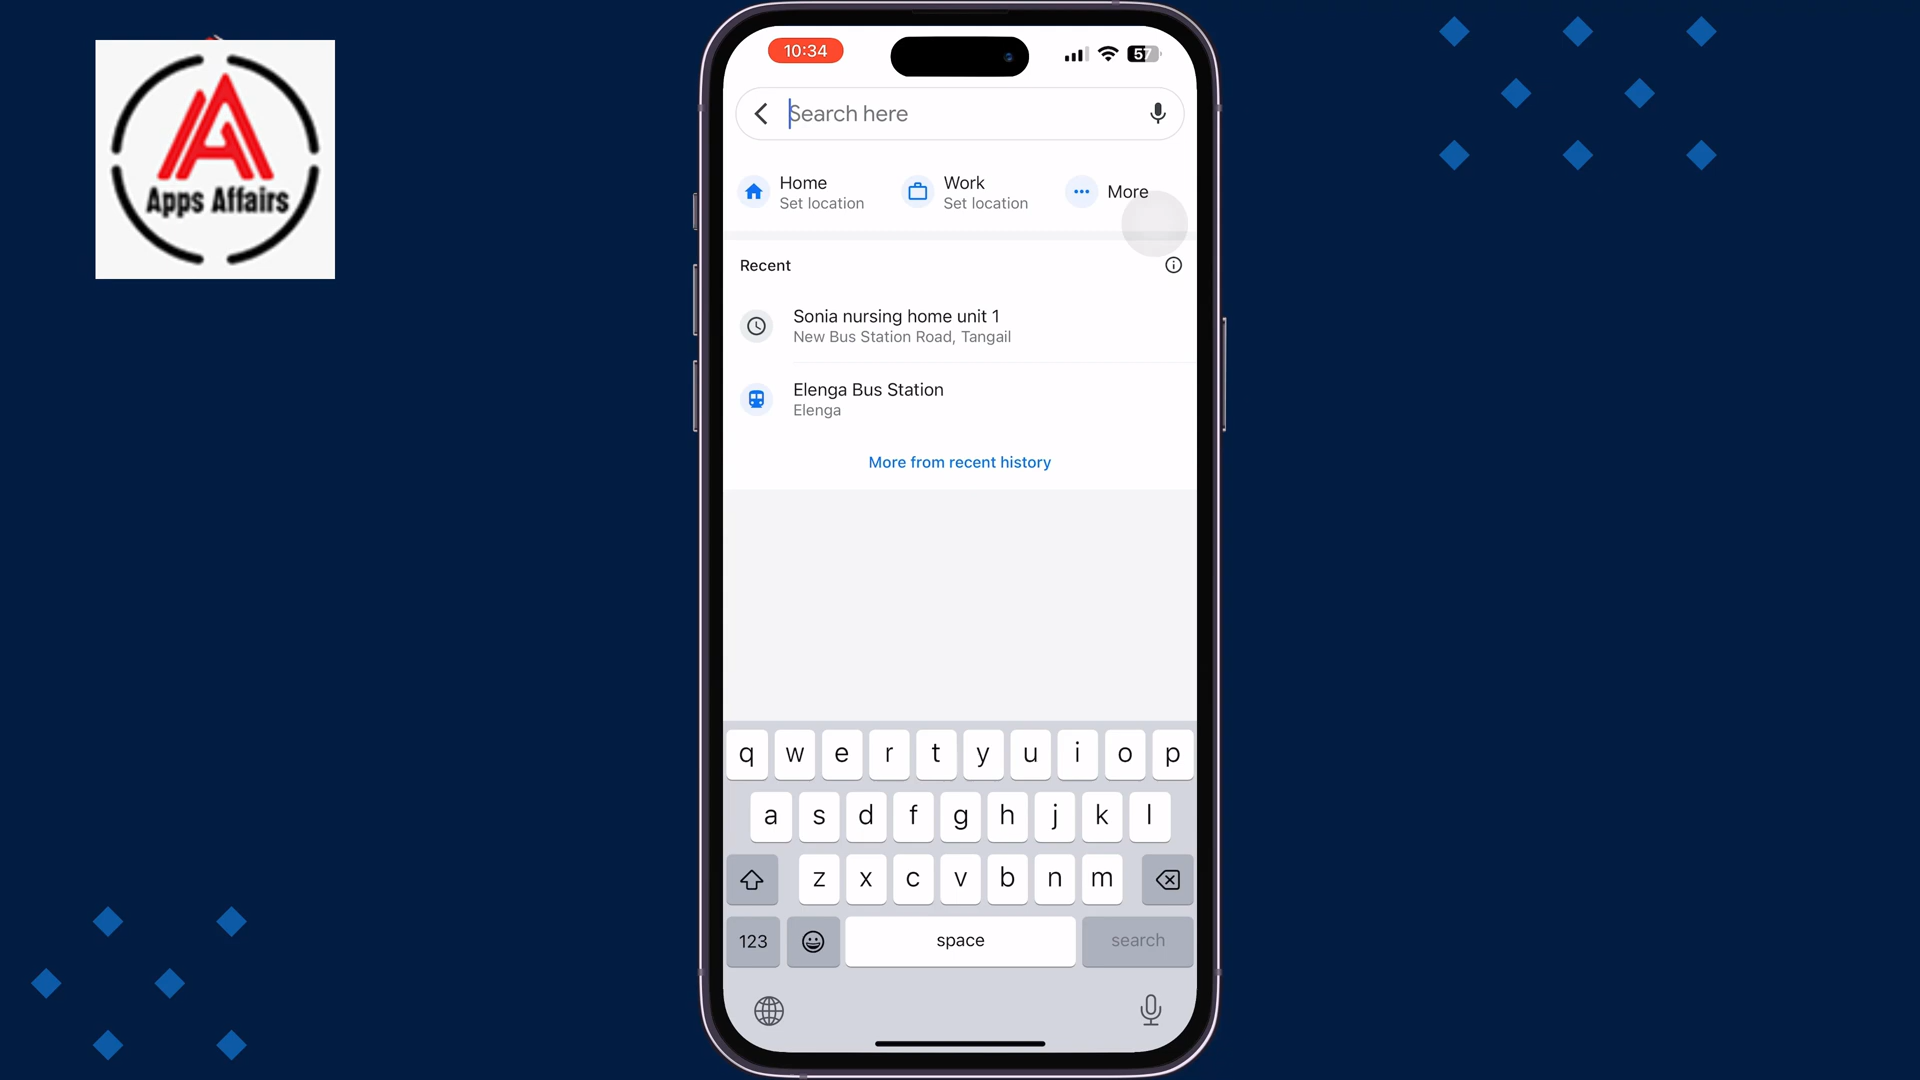 Apps Affairs
10:34
57
Search here
Home
Set location
Work
Set location
More
Recent
Sonia nursing home unit 1
New Bus Station Road, Tangail
Elenga Bus Station
Elenga
More from recent history
q w e r t y u i o p
a s d f g h j k l
z x c v b n m
123
space
search